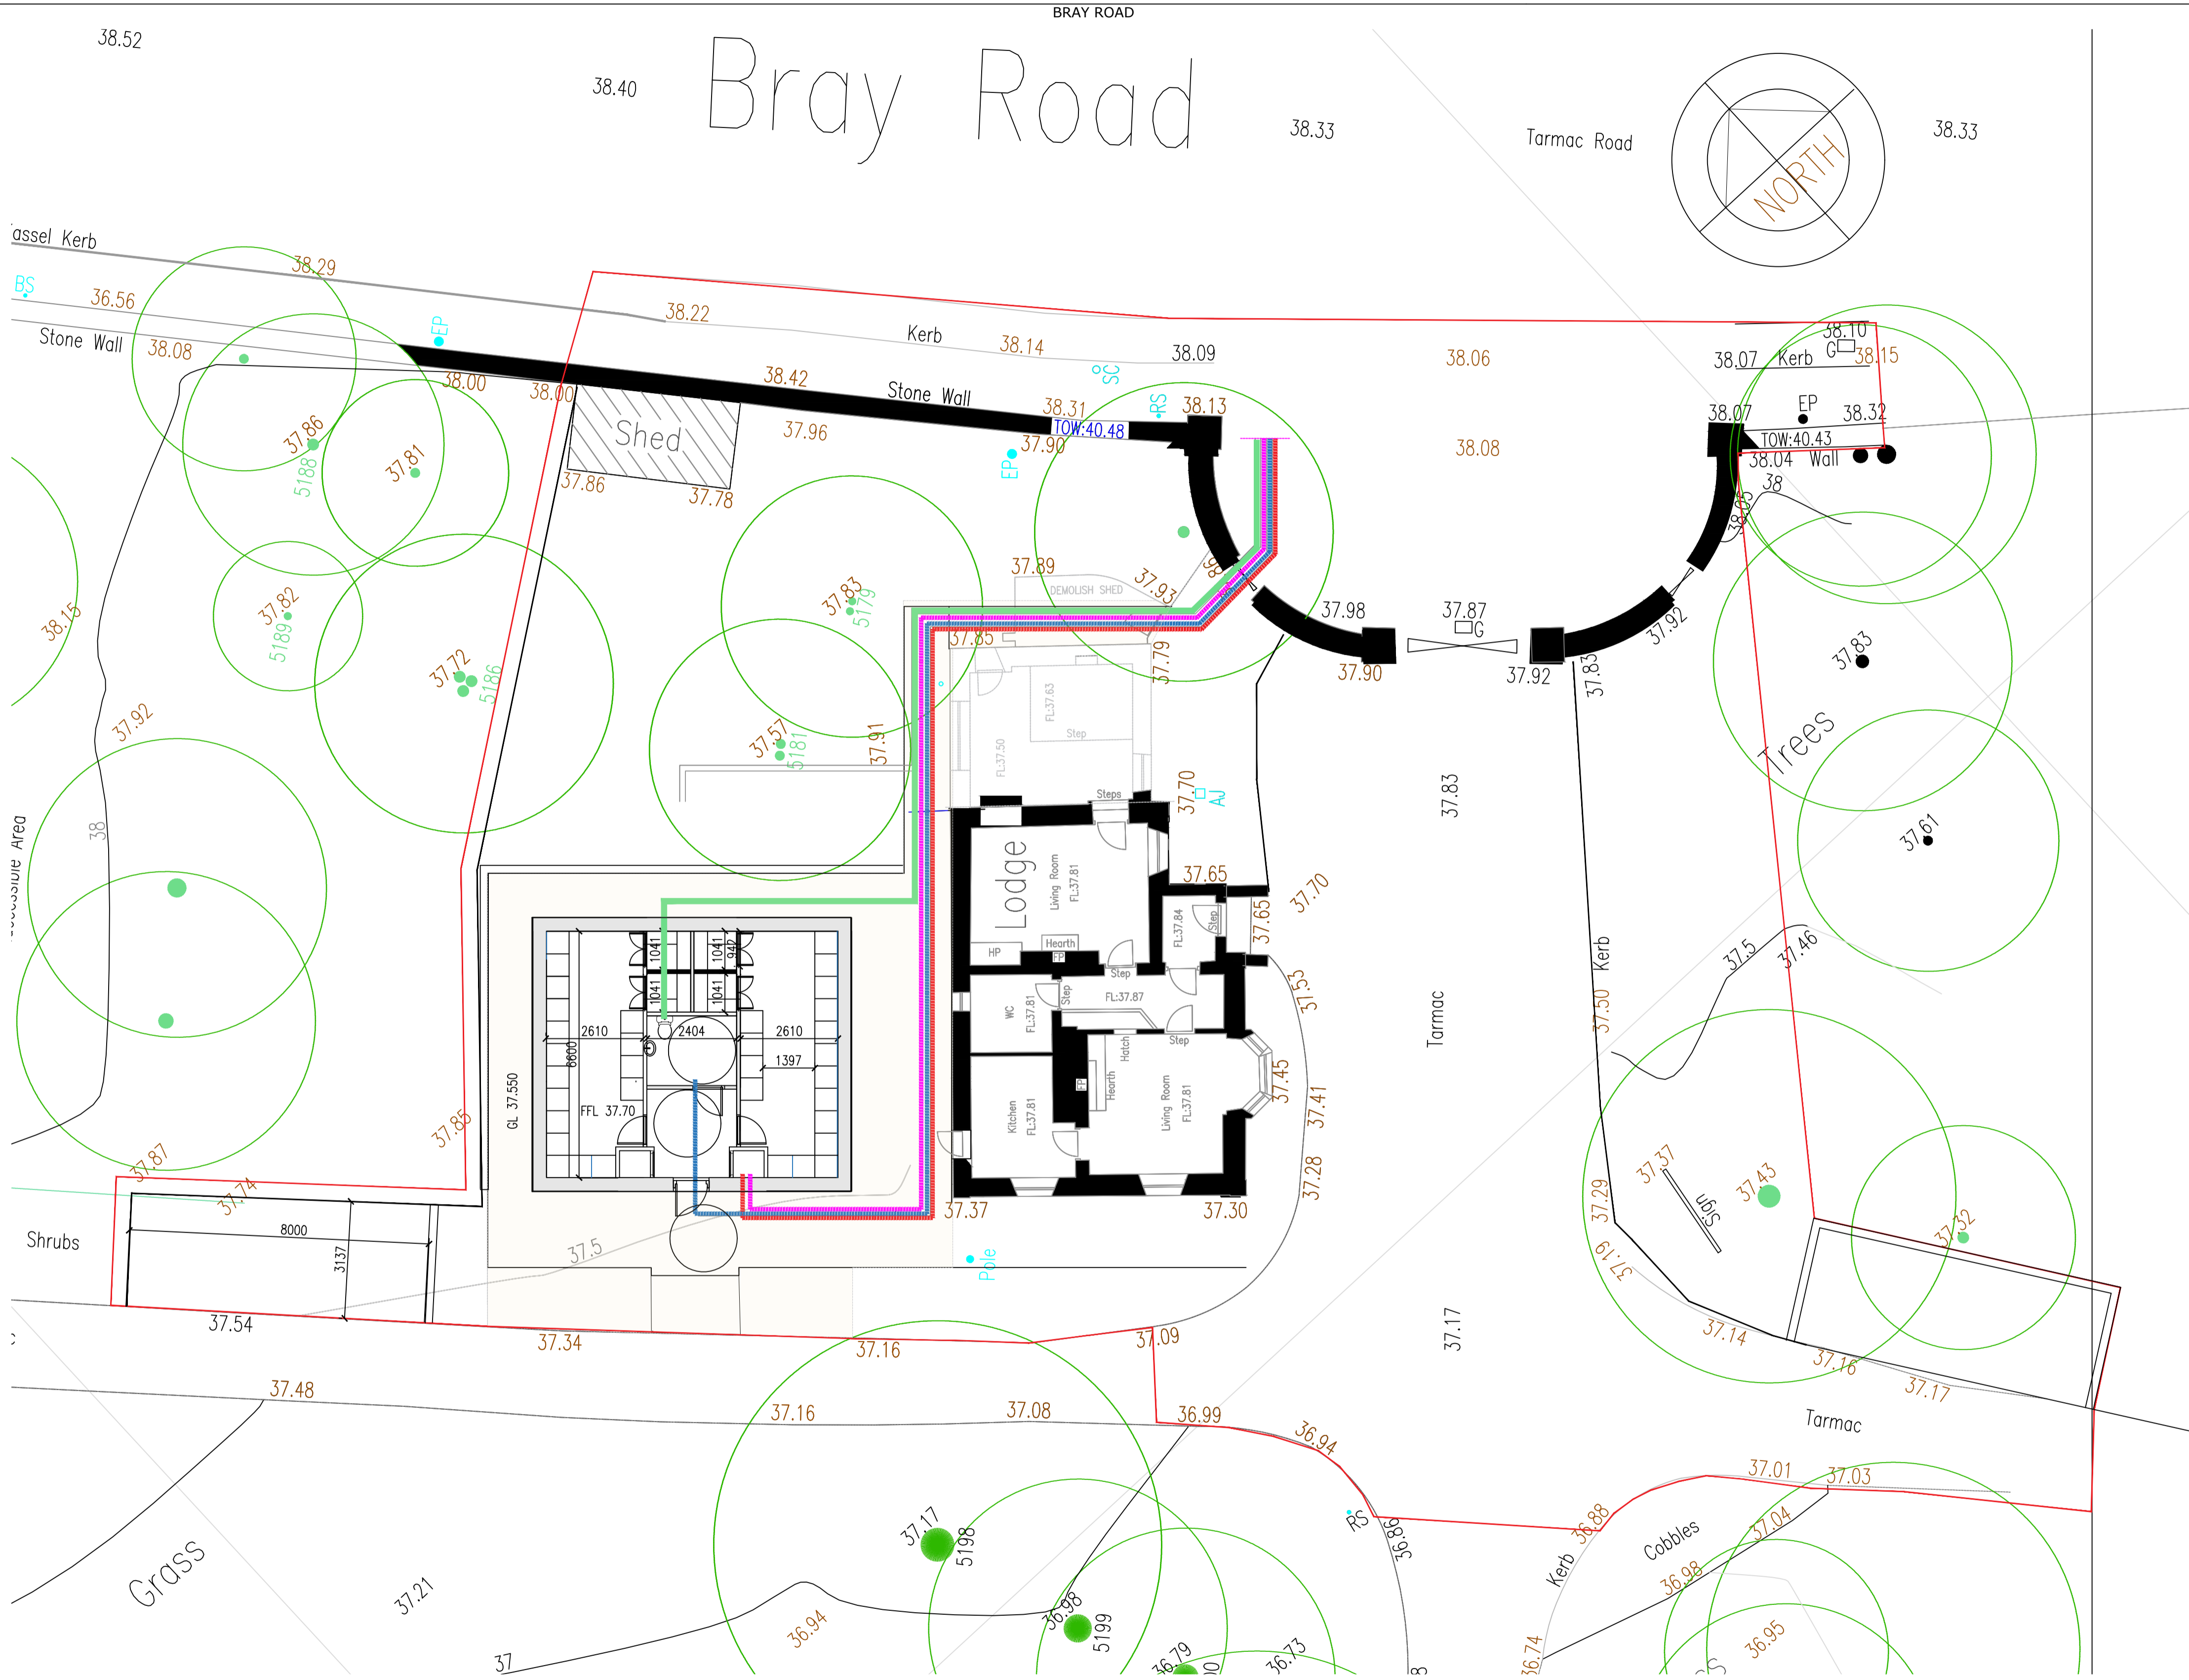 BRAY ROAD
38.52
38.40
Bray Road
38.33
Tarmac Road
NORTH
38.33
assel Kerb
38.29
BS
36.56
EP
Stone Wall
38.08
38.22
Kerb
38.14
38.09
SC
38.06
38.10
G
38.07 Kerb
38.15
38.00
38.00
38.42
Stone Wall
38.31
RS
38.13
TOW:40.48
37.90
EP
38.08
38.07
EP
38.32
TOW:40.43
38.04 Wall
38
38.05
Shed
37.96
37.86
37.78
37.86
5188
37.81
37.89
DEMOLISH SHED
37.93
37.98
37.87
G
37.92
37.90
37.92
37.83
37.83
38.15
37.82
5189
37.72
5186
37.83
5179
37.85
37.79
FL:37.63
Step
FL:37.50
37.57
5181
37.91
37.92
38
Trees
37.70
AJ
37.83
37.61
Steps
Lodge
Living Room
FL:37.81
37.65
37.70
37.65
FL:37.84
Step
HP
Hearth
FP
Step
Step
FL:37.87
WC
FL:37.81
Hatch
Step
Hearth
FP
Living Room
FL:37.81
Kitchen
FL:37.81
37.53
37.45
37.41
37.28
37.30
37.37
Pole
Tarmac
Kerb
37.50
37.5
37.46
1041
1041
942
1041
1041
2610
2404
2610
6600
1397
FFL 37.70
GL 37.550
37.85
37.87
37.74
Shrubs
8000
3137
37.5
37.54
37.34
37.16
37.09
37.17
37.29
37.19
37.37
Sign
37.43
37.32
37.14
37.16
37.17
Tarmac
37.48
37.16
37.08
36.99
36.94
37.01
37.03
37.04
RS
36.86
36.88
Kerb
Cobbles
36.98
36.74
36.95
Grass
37.21
37
37.17
5198
36.94
36.98
5199
36.79
36.73